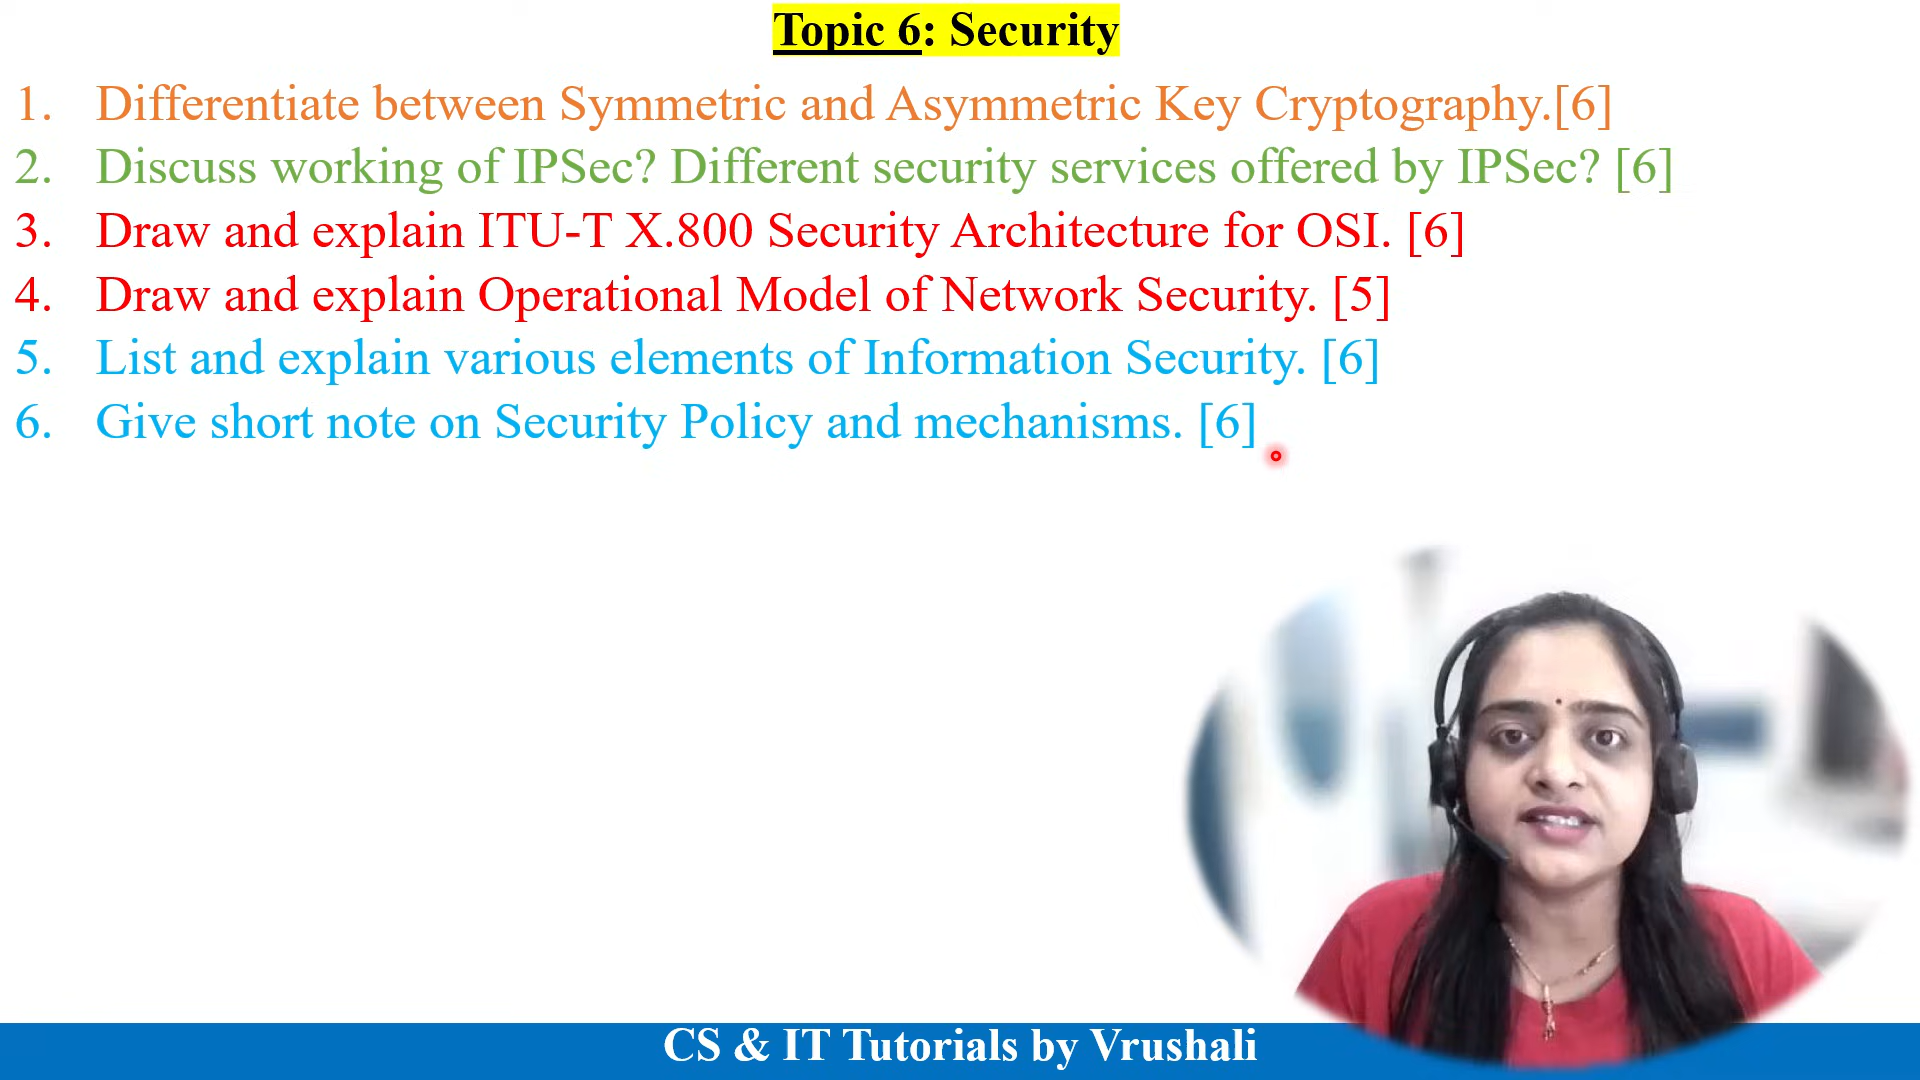 Topic 6: Security
1. Differentiate between Symmetric and Asymmetric Key Cryptography.[6]
2. Discuss working of IPSec? Different security services offered by IPSec? [6]
3. Draw and explain ITU-T X.800 Security Architecture for OSI. [6]
4. Draw and explain Operational Model of Network Security. [5]
5. List and explain various elements of Information Security. [6]
6. Give short note on Security Policy and mechanisms. [6]
CS & IT Tutorials by Vrushali